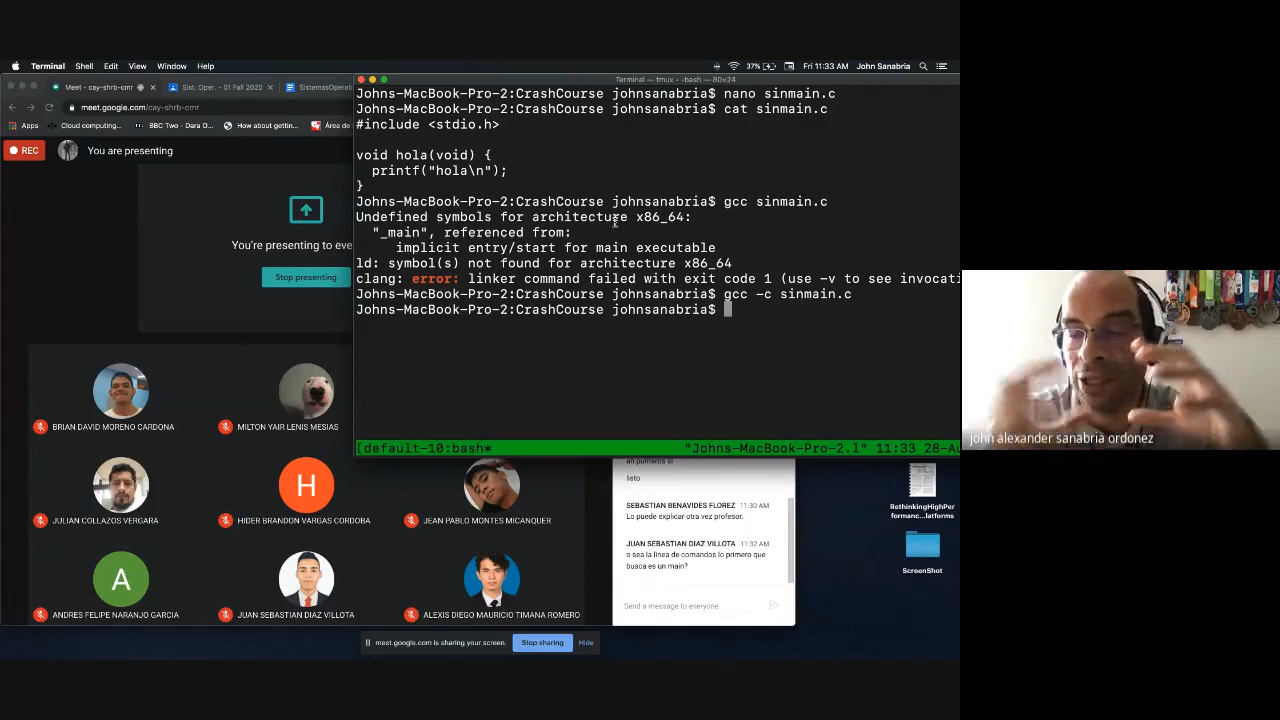 Terminal Shell Edit View Window Help
37% Fri 11:33 AM John Sanabria
Meet - cay-shrb-cmr
Sist. Oper. - 01 Fall 2020
SistemasOperati
meet.google.com/cay-shrb-cmr
Apps Cloud computing... BBC Two - Dara O... How about gettin... Área de
REC You are presenting
You're presenting to eve
Stop presenting
Terminal — tmux ‹ -bash — 80×24
Johns-MacBook-Pro-2:CrashCourse johnsanabria$ nano sinmain.c
Johns-MacBook-Pro-2:CrashCourse johnsanabria$ cat sinmain.c
#include <stdio.h>
void hola(void) {
printf("hola\n");
}
Johns-MacBook-Pro-2:CrashCourse johnsanabria$ gcc sinmain.c
Undefined symbols for architecture x86_64:
"_main", referenced from:
implicit entry/start for main executable
ld: symbol(s) not found for architecture x86_64
clang: error: linker command failed with exit code 1 (use -v to see invocati
Johns-MacBook-Pro-2:CrashCourse johnsanabria$ gcc -c sinmain.c
Johns-MacBook-Pro-2:CrashCourse johnsanabria$
[default-10:bash* "Johns-MacBook-Pro-2.l" 11:33 28-Au
BRIAN DAVID MORENO CARDONA
MILTON YAIR LENIS MESIAS
JULIAN COLLAZOS VERGARA
H
HIDER BRANDON VARGAS CORDOBA
JEAN PABLO MONTES MICANQUER
A
ANDRES FELIPE NARANJO GARCIA
JUAN SEBASTIAN DIAZ VILLOTA
ALEXIS DIEGO MAURICIO TIMANA ROMERO
listo
SEBASTIAN BENAVIDES FLOREZ 11:30 AM
Lo puede explicar otra vez profesor.
JUAN SEBASTIAN DIAZ VILLOTA 11:32 AM
o sea la linea de comandos lo primero que
busca es un main?
Send a message to everyone
meet.google.com is sharing your screen. Stop sharing Hide
john alexander sanabria ordonez
RethinkingHighPer
formanc...latforms
ScreenShot